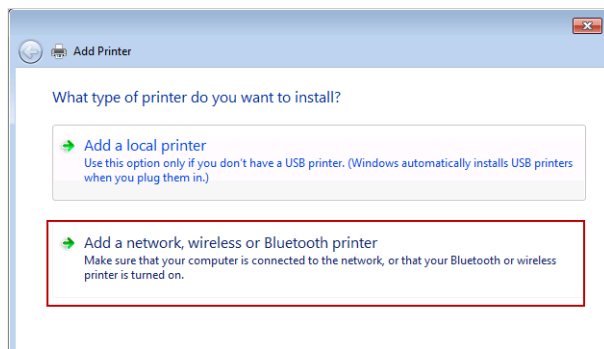 Add Printer
What type of printer do you want to install?
Add a local printer
Use this option only if you don't have a USB printer. (Windows automatically installs USB printers
when you plug them in.)
Add a network, wireless or Bluetooth printer
Make sure that your computer is connected to the network, or that your Bluetooth or wireless
printer is turned on.